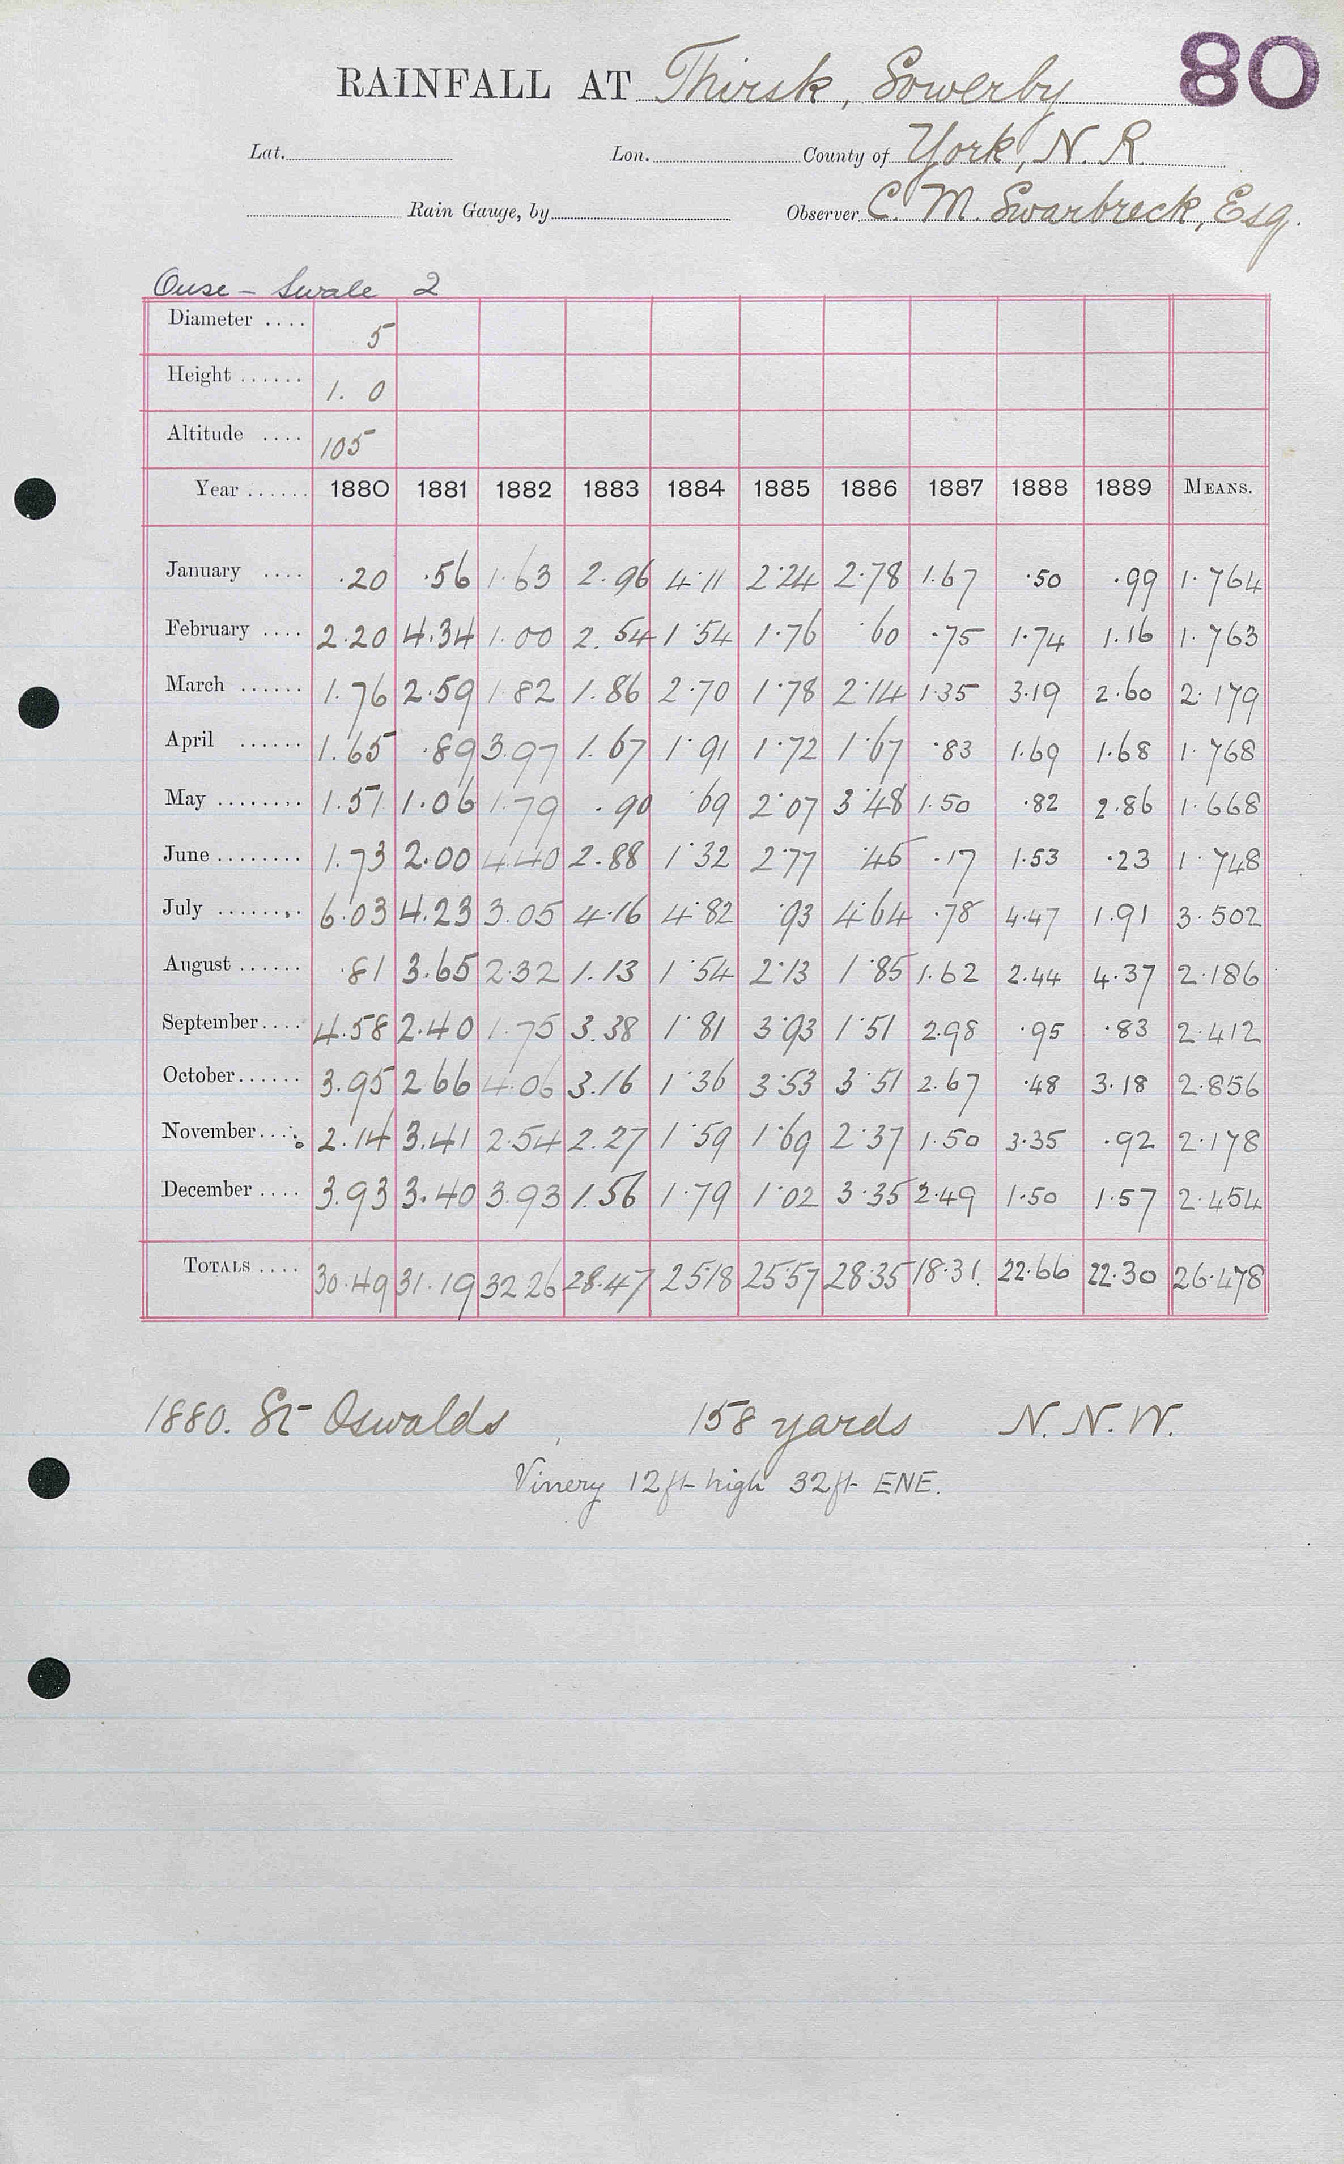 80
RAINFALL AT Thirsk, Sowerby
Lat. Lon. County of York, N. R.
Rain Gauge, by Observer C. M. Swarbreck, Esq.
Ouse - Swale 2
Diameter .... 5
Height ...... 1. 0
Altitude .... 105
Year ...... 1880 1881 1882 1883 1884 1885 1886 1887 1888 1889 MEANS.
January .... .20 .56 1.63 2.96 4.11 2.24 2.78 1.67 .50 .99 1.764
February .... 2.20 4.34 1.00 2.54 1.54 1.76 .60 .75 1.74 1.16 1.763
March ...... 1.76 2.59 1.82 1.86 2.70 1.78 2.14 1.35 3.19 2.60 2.179
April ...... 1.65 .89 3.97 1.67 1.91 1.72 1.67 .83 1.69 1.68 1.768
May ........ 1.51 1.06 1.79 .90 .69 2.07 3.48 1.50 .82 2.86 1.668
June ........ 1.73 2.00 4.40 2.88 1.32 2.77 .46 .17 1.53 .23 1.748
July ........ 6.03 4.23 3.05 4.16 4.82 .93 4.64 .78 4.47 1.91 3.502
August ...... .81 3.65 2.32 1.13 1.54 2.13 1.85 1.62 2.44 4.37 2.186
September.... 4.58 2.40 1.75 3.38 1.81 3.93 1.51 2.98 .95 .83 2.412
October...... 3.95 2 66 4.06 3.16 1.36 3.53 3.51 2.67 .48 3.18 2.856
November.... 2.14 3.41 2.54 2.27 1.59 1.69 2.37 1.50 3.35 .92 2.178
December .... 3.93 3.40 3.93 1.56 1.79 1.02 3.35 2.49 1.50 1.57 2.454
TOTALS .... 30.49 31.19 32 26 28.47 25.18 25.57 28.35 18.31 22.66 22.30 26.478
1880. St Oswalds , 158 yards N. N. W.
Vinery 12ft high 32ft ENE.